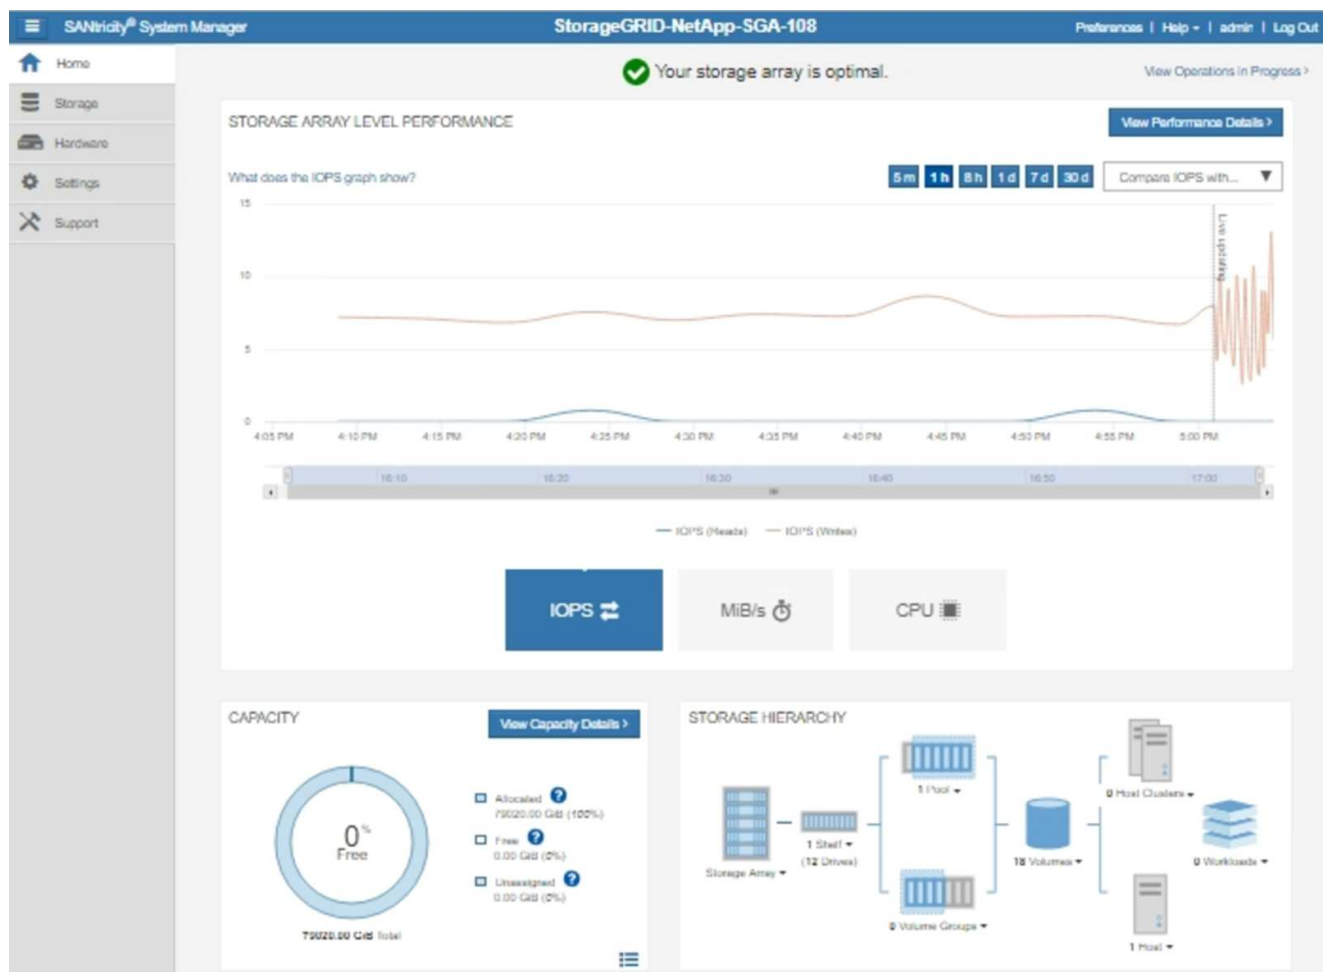 SANtricity® System Manager
StorageGRID-NetApp-SGA-108
Preferences | Help | admin | Log Out
Home
Storage
Hardware
Settings
Support
Your storage array is optimal.
View Operations in Progress >
STORAGE ARRAY LEVEL PERFORMANCE
View Performance Details >
What does the IOPS graph show?
5 m 1 h 8 h 1 d 7 d 30 d
Compare IOPS with...
15
10
5
0
Live updating
4:05 PM 4:10 PM 4:15 PM 4:20 PM 4:25 PM 4:30 PM 4:35 PM 4:40 PM 4:45 PM 4:50 PM 4:55 PM 5:00 PM
16:10 16:20 16:30 16:40 16:50 17:00
IOPS (Reads) IOPS (Writes)
IOPS
MiB/s
CPU
CAPACITY
View Capacity Details >
0%
Free
Allocated ?
79020.00 GiB (100%)
Free ?
0.00 GiB (0%)
Unassigned ?
0.00 GiB (0%)
79020.00 GiB Total
STORAGE HIERARCHY
Storage Array
1 Shelf
(12 Drives)
1 Pool
0 Volume Groups
18 Volumes
0 Host Clusters
1 Host
0 Workloads